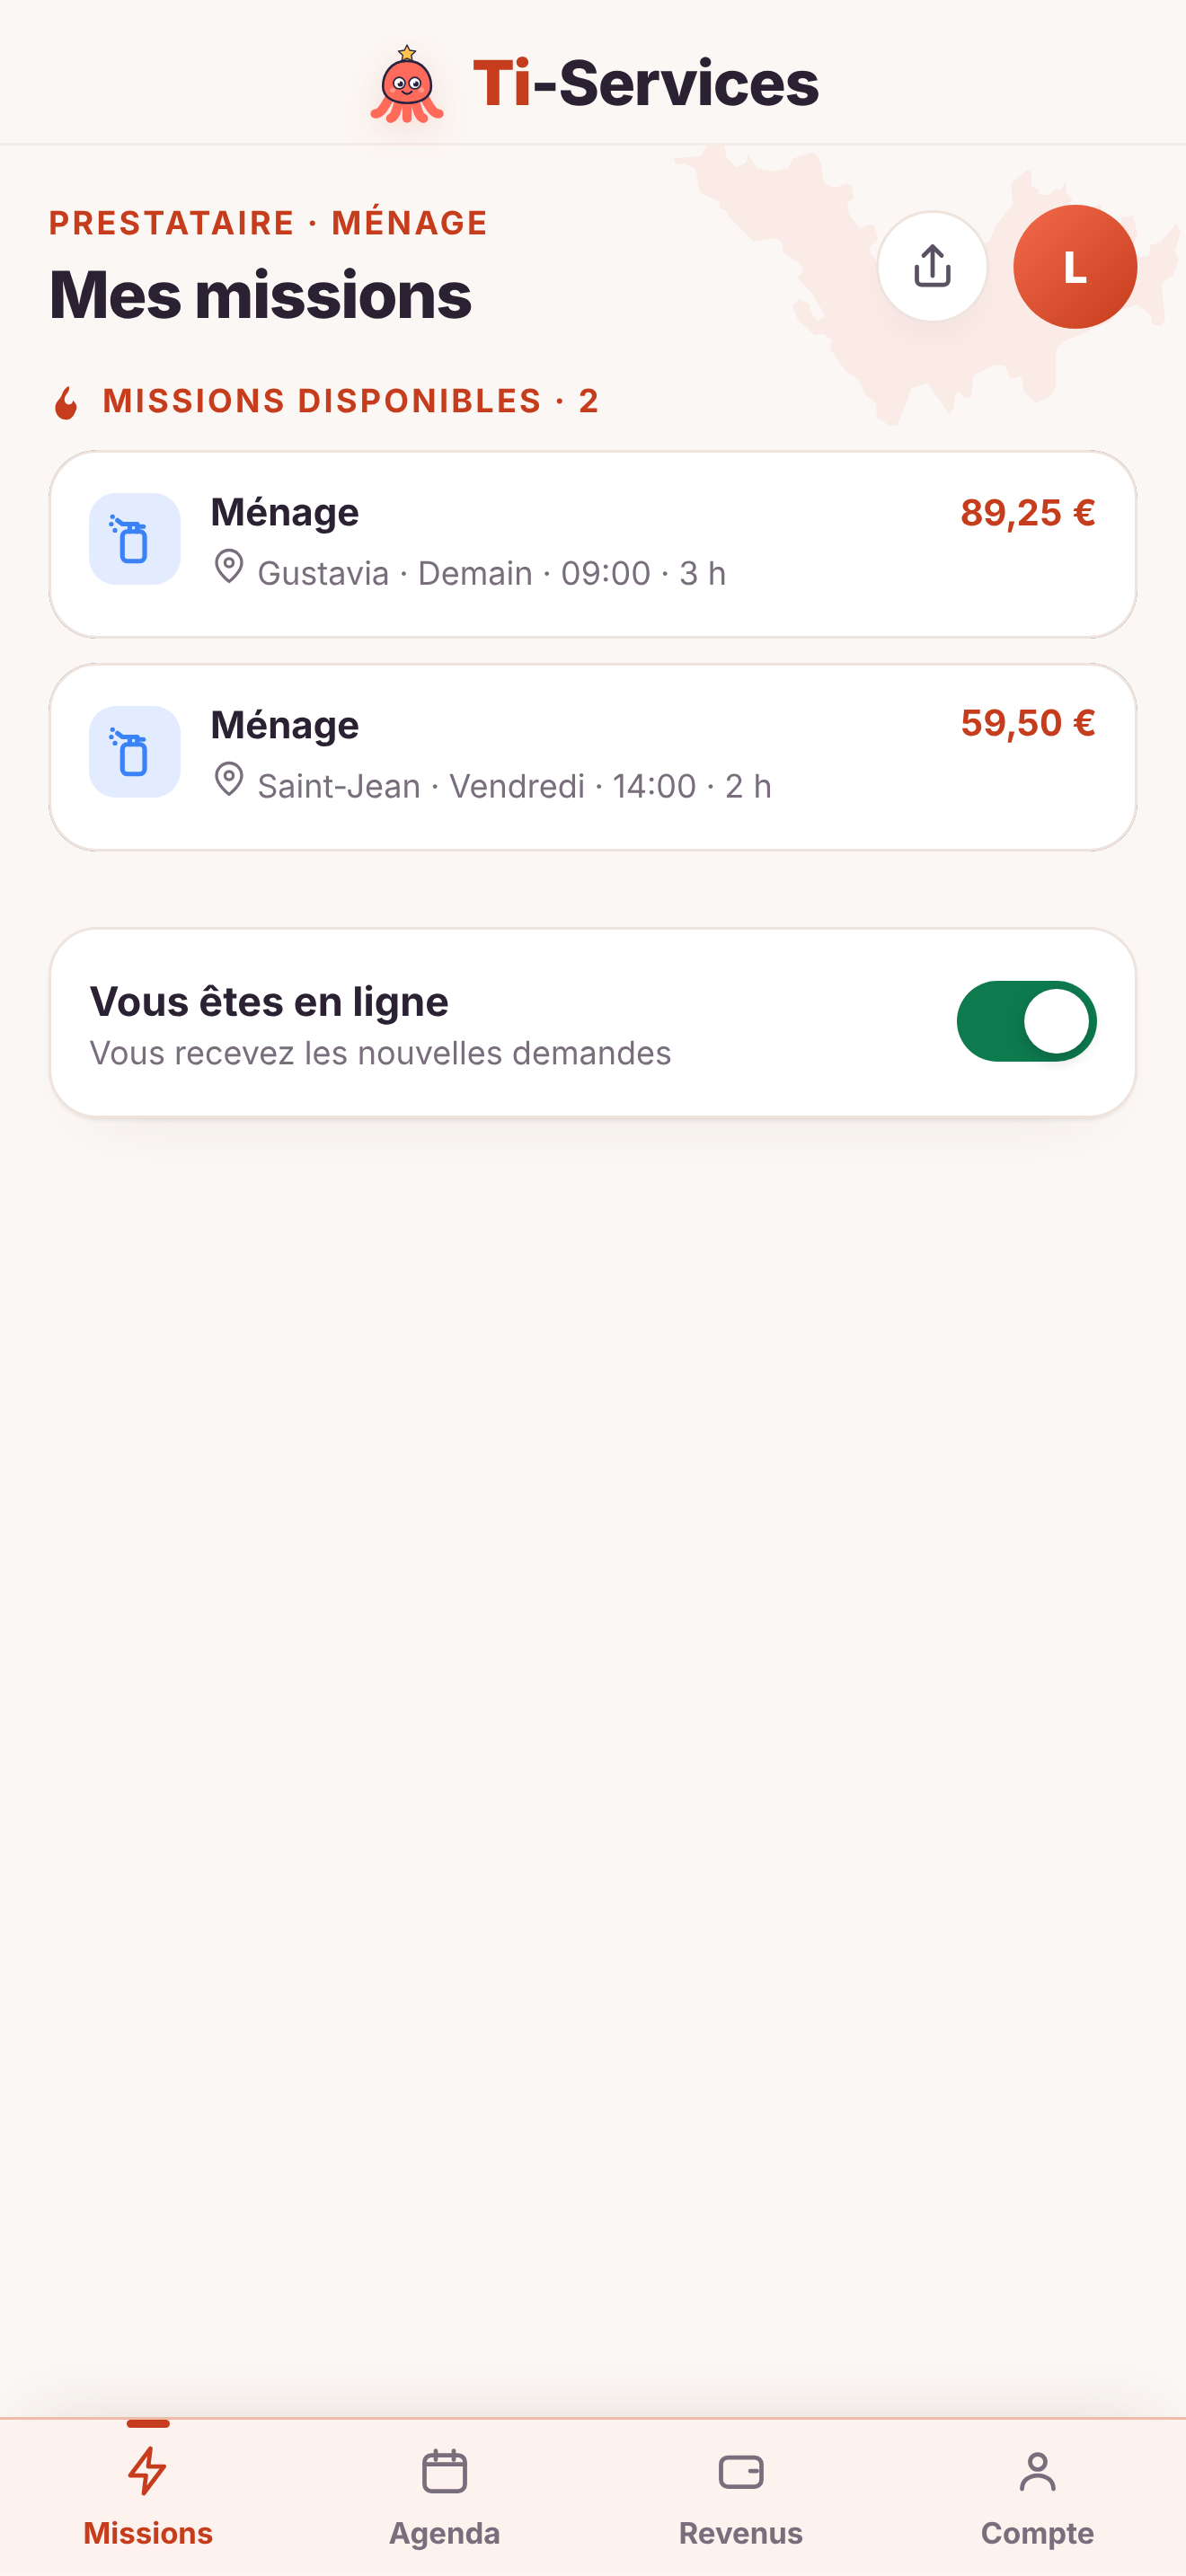 Ti-Services
PRESTATAIRE · MÉNAGE
Mes missions
L
MISSIONS DISPONIBLES · 2
Ménage
89,25 €
Gustavia · Demain · 09:00 · 3 h
Ménage
59,50 €
Saint-Jean · Vendredi · 14:00 · 2 h
Vous êtes en ligne
Vous recevez les nouvelles demandes
Missions
Agenda
Revenus
Compte